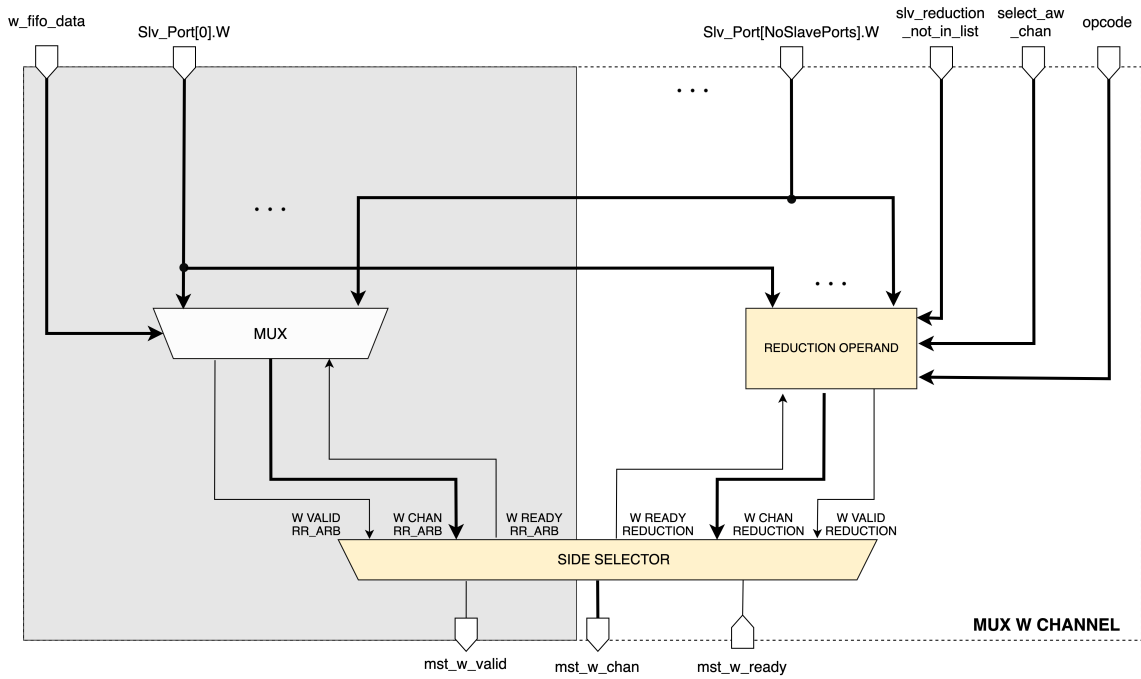 w_fifo_data
Slv_Port[0].W
Slv_Port[NoSlavePorts].W
slv_reduction
_not_in_list
select_aw
_chan
opcode
. . .
. . .
. . .
MUX
REDUCTION OPERAND
W VALID
RR_ARB
W CHAN
RR_ARB
W READY
RR_ARB
W READY
REDUCTION
W CHAN
REDUCTION
W VALID
REDUCTION
SIDE SELECTOR
MUX W CHANNEL
mst_w_valid
mst_w_chan
mst_w_ready